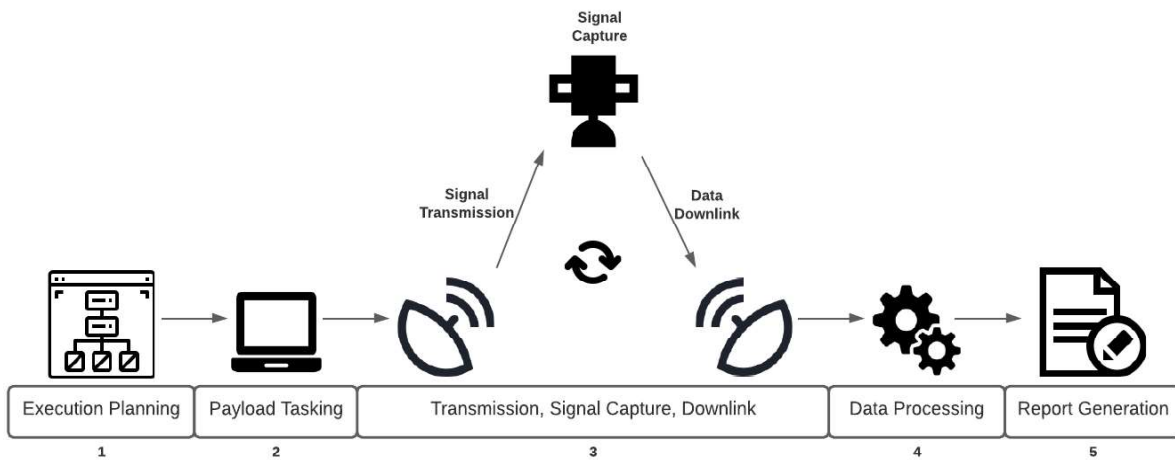 Signal
Capture
Signal
Transmission
Data
Downlink
Execution Planning
Payload Tasking
Transmission, Signal Capture, Downlink
Data Processing
Report Generation
1
2
3
4
5